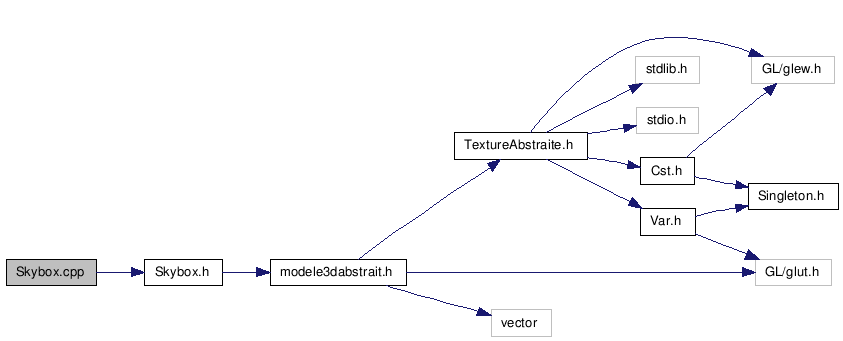 stdlib.h
GL/glew.h
stdio.h
TextureAbstraite.h
Cst.h
Singleton.h
Var.h
Skybox.cpp
Skybox.h
modele3dabstrait.h
GL/glut.h
vector